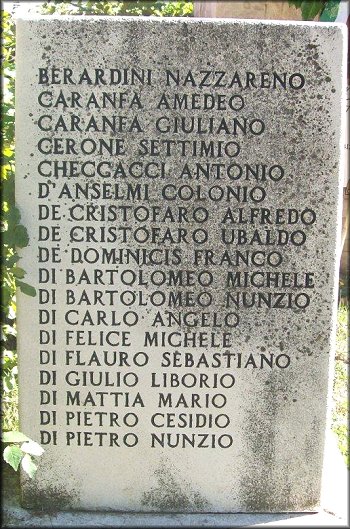 BERARDINI NAZZARENO
CARANFA AMEDEO
CARANFA GIULIANO
CERONE SETTIMIO
CHECCACCI ANTONIO
D'ANSELMI COLONIO
DE CRISTOFARO ALFREDO
DE CRISTOFARO UBALDO
DE DOMINICIS FRANCO
DI BARTOLOMEO MICHELE
DI BARTOLOMEO NUNZIO
DI CARLO ANGELO
DI FELICE MICHELE
DI FLAURO SEBASTIANO
DI GIULIO LIBORIO
DI MATTIA MARIO
DI PIETRO CESIDIO
DI PIETRO NUNZIO